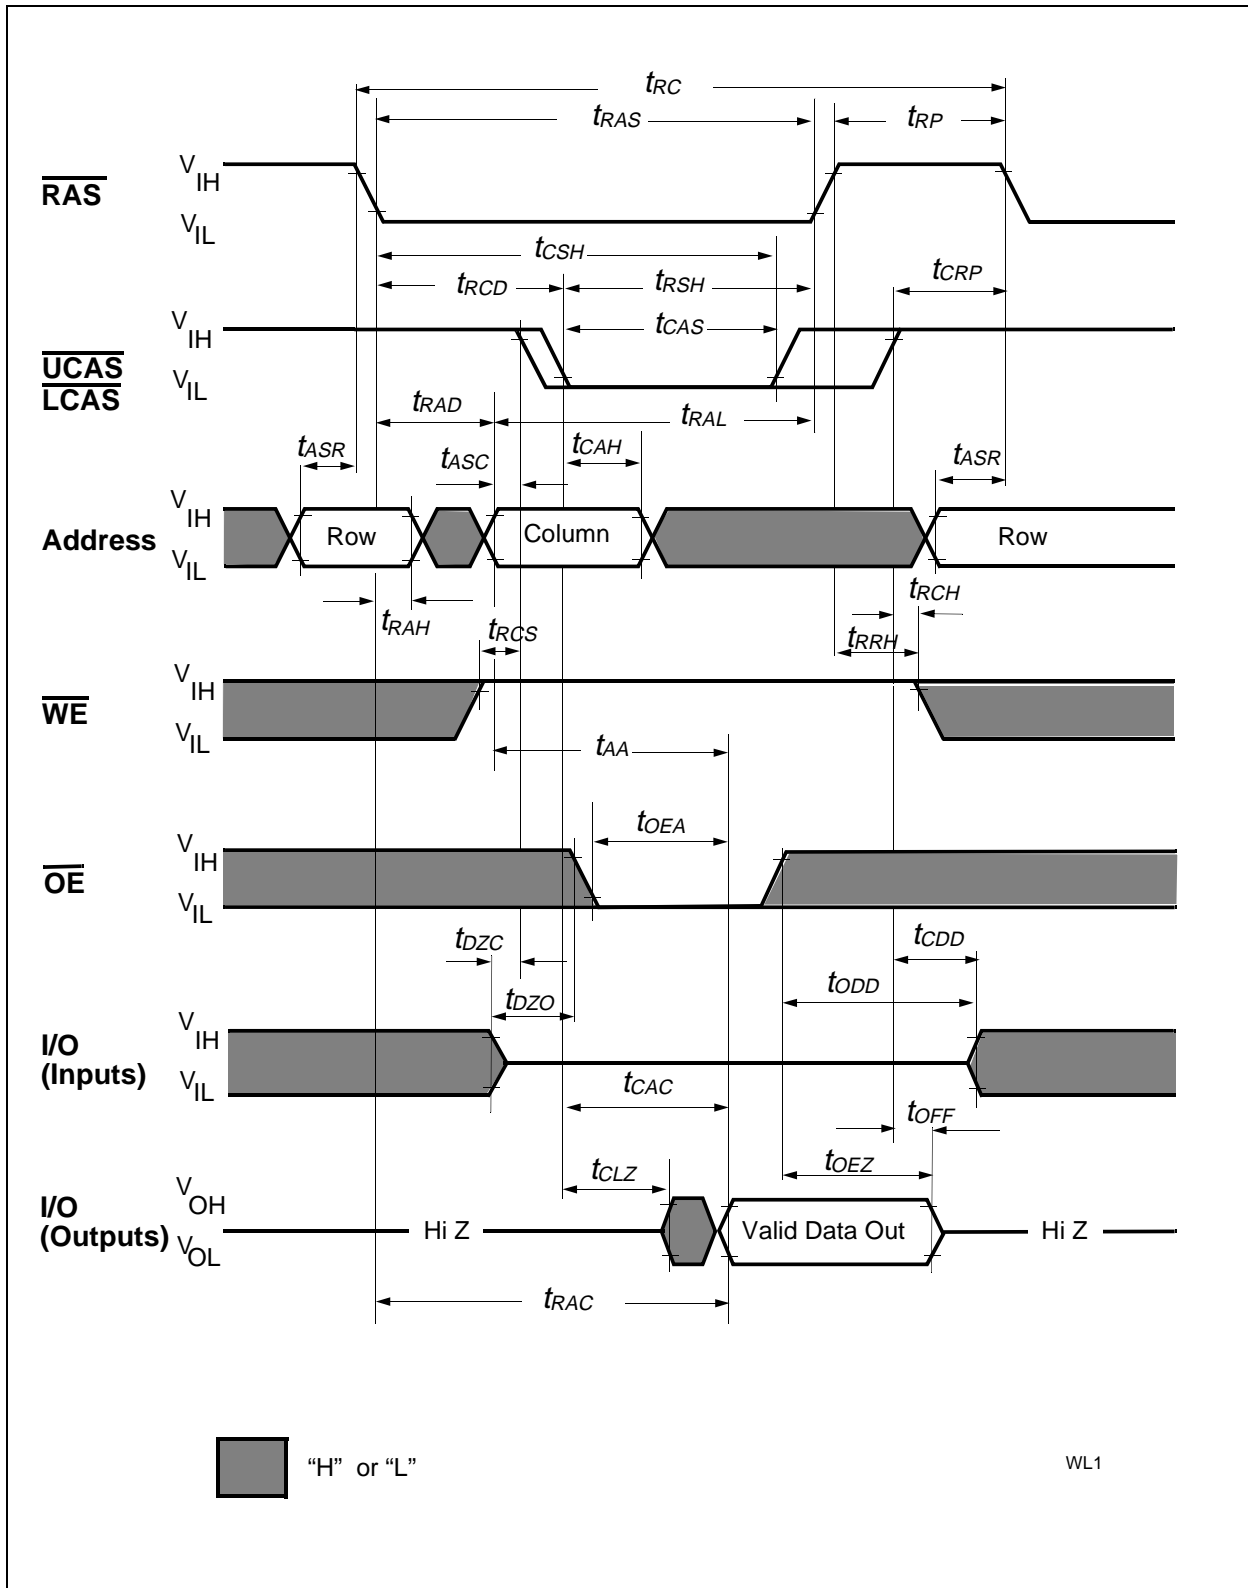 tRC
tRAS
tRP
VIH
RAS
VIL
tCSH
tCRP
tRCD
tRSH
VIH
tCAS
UCAS
LCAS
VIL
tRAD
tRAL
tASR
tASC
tCAH
tASR
VIH
Address
Row
Column
Row
VIL
tRCH
tRAH
tRCS
tRRH
VIH
WE
VIL
tAA
tOEA
VIH
OE
VIL
tDZC
tCDD
tDZO
tODD
VIH
I/O
(Inputs)
VIL
tCAC
tOFF
tCLZ
tOEZ
VOH
I/O
(Outputs)
Hi Z
Valid Data Out
Hi Z
VOL
tRAC
“H” or “L”
WL1